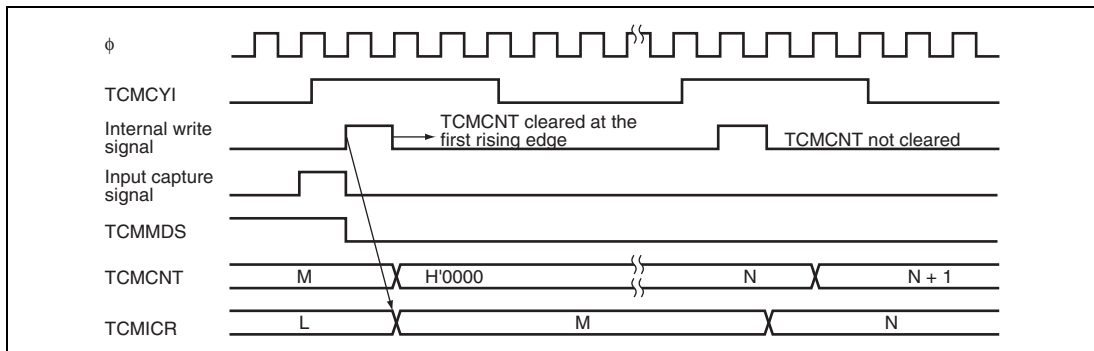 φ
TCMCYI
Internal write
signal
TCMCNT cleared at the
first rising edge
TCMCNT not cleared
Input capture
signal
TCMMDS
TCMCNT M H'0000 N N + 1
TCMICR L M N